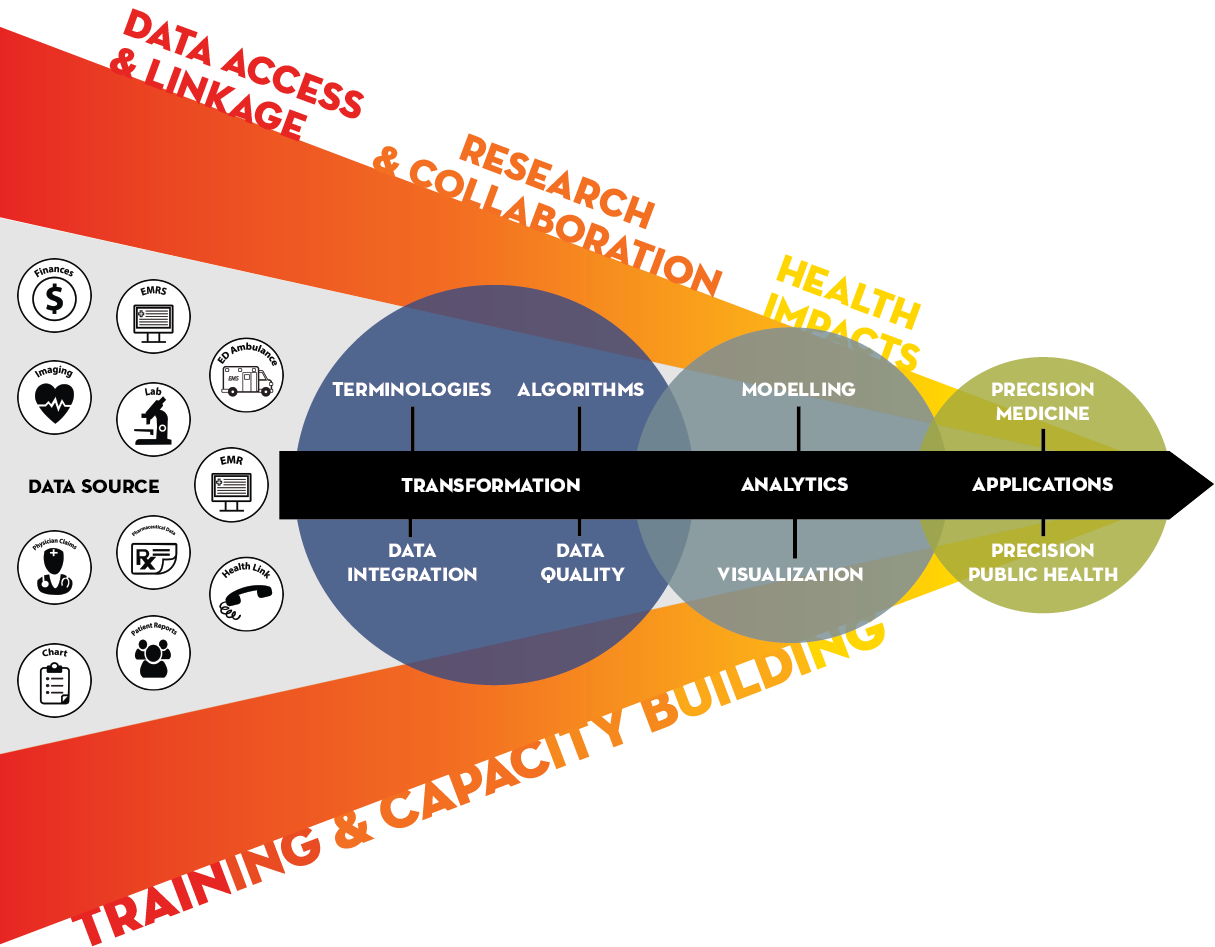 DATA ACCESS
& LINKAGE
RESEARCH
& COLLABORATION
HEALTH
IMPACTS
Finances
$
EMRS
ED Ambulance
EMS
Imaging
Lab
EMR
DATA SOURCE
Physician Claims
Pharmaceutical Data
RX
Health Link
Chart
Patient Reports
TERMINOLOGIES
ALGORITHMS
TRANSFORMATION
DATA
INTEGRATION
DATA
QUALITY
MODELLING
ANALYTICS
VISUALIZATION
PRECISION
MEDICINE
APPLICATIONS
PRECISION
PUBLIC HEALTH
TRAINING & CAPACITY BUILDING